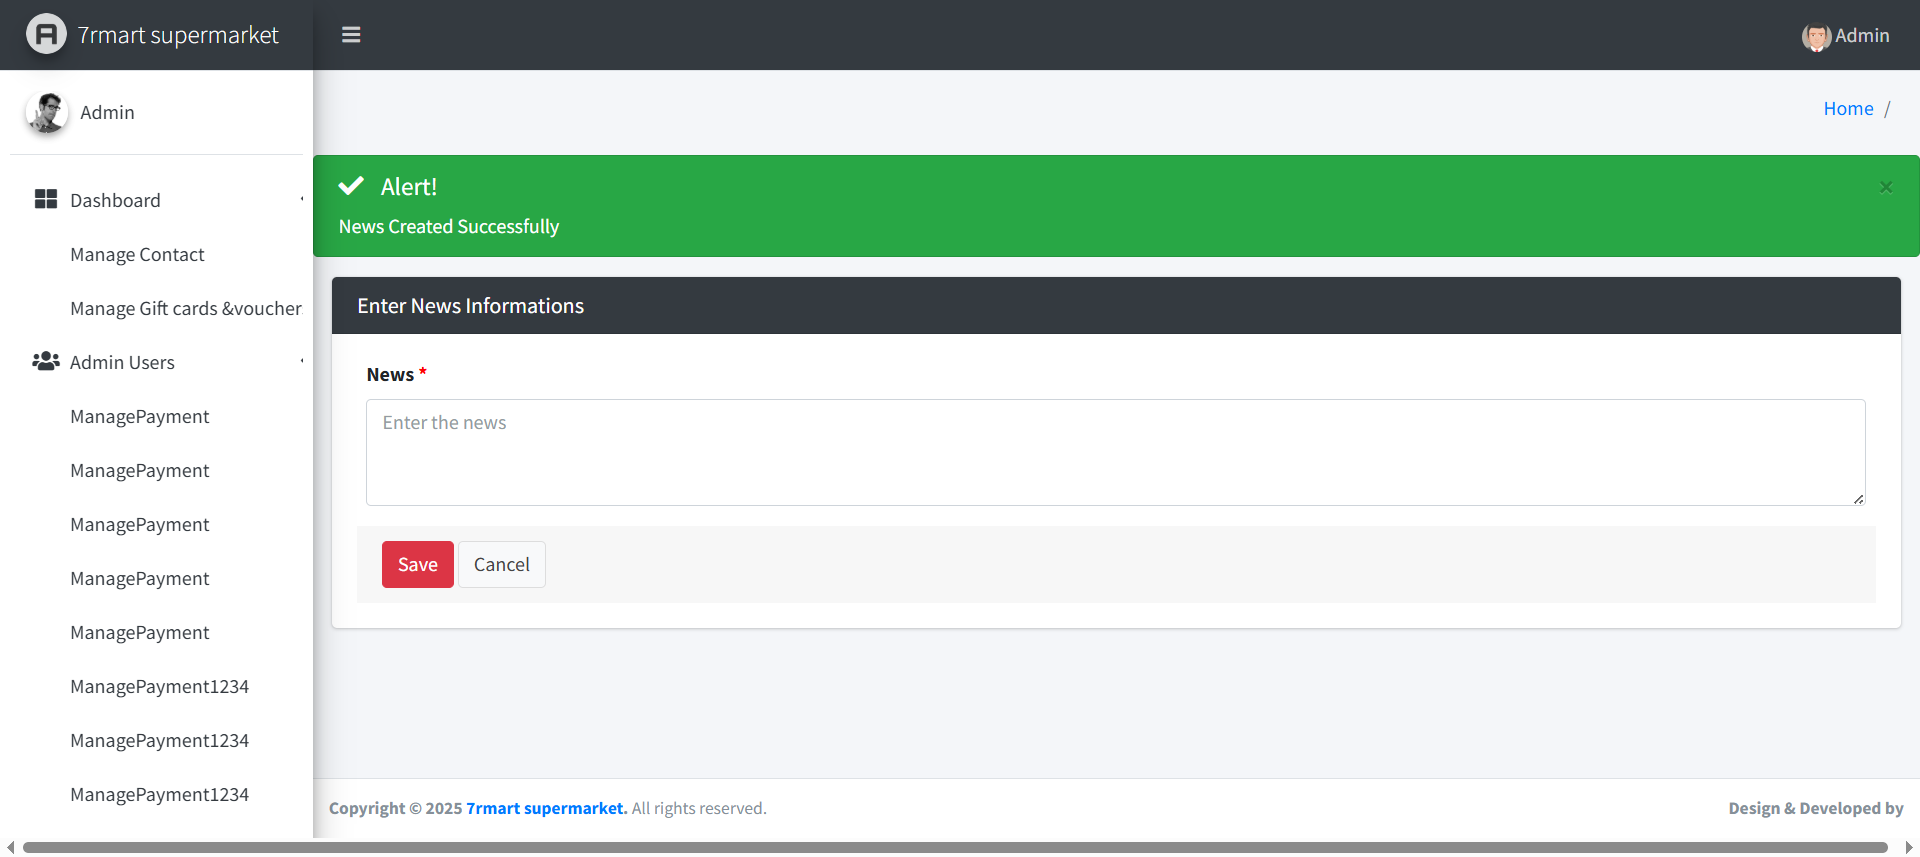 7rmart supermarket
Admin
Admin
Home /
Dashboard
Manage Contact
Manage Gift cards &voucher
Admin Users
ManagePayment
ManagePayment
ManagePayment
ManagePayment
ManagePayment
ManagePayment1234
ManagePayment1234
ManagePayment1234
Alert!
×
News Created Successfully
Enter News Informations
News *
Enter the news
Save Cancel
Copyright © 2025 7rmart supermarket. All rights reserved.
Design & Developed by